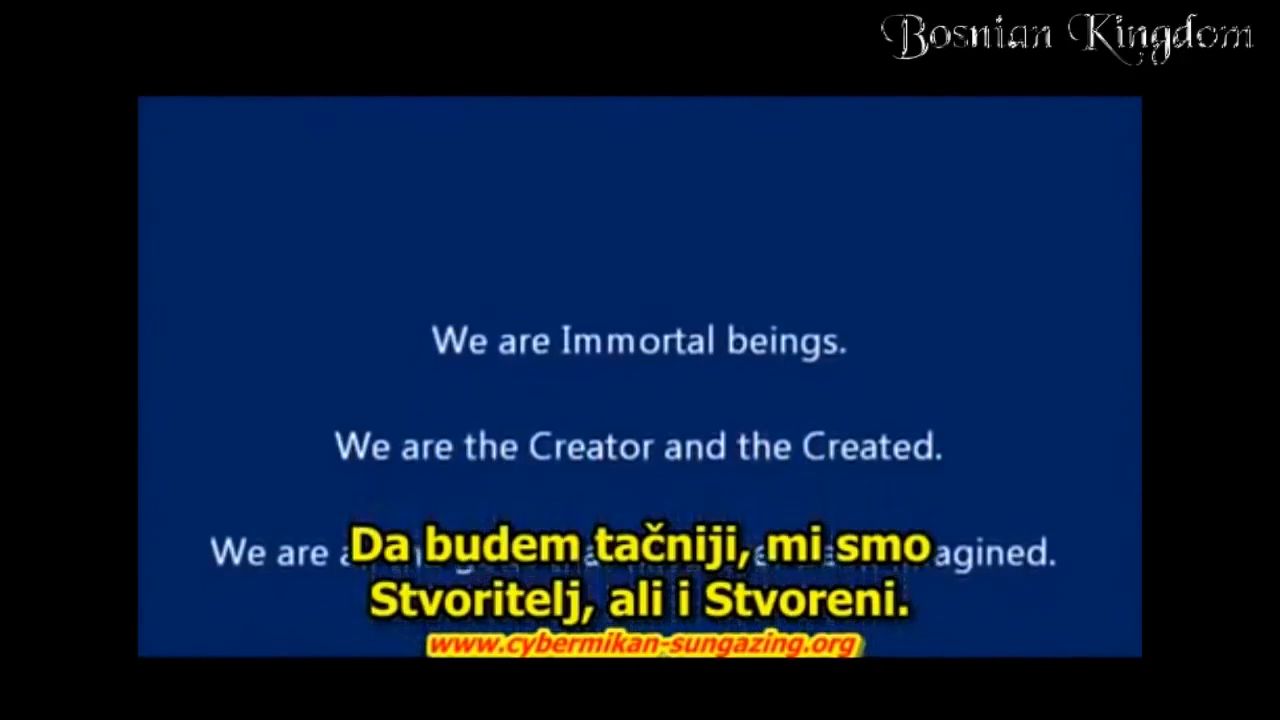 Bosnian Kingdom
We are Immortal beings.
We are the Creator and the Created.
We are
Da budem tačniji, mi smo
Stvoritelj, ali i Stvoreni.
www.cybermikan-sungazing.org